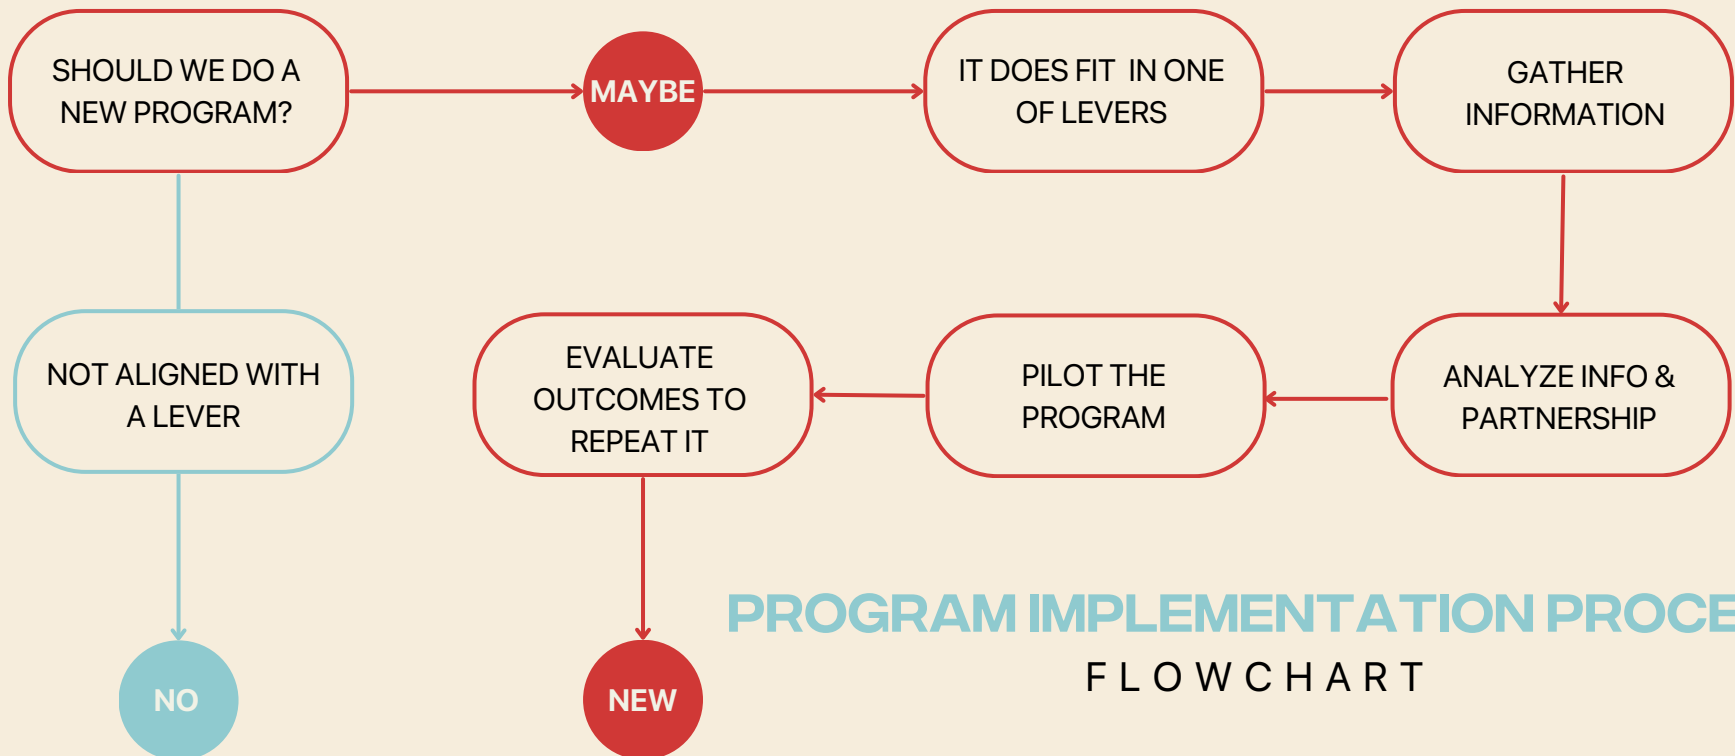 SHOULD WE DO A
NEW PROGRAM?
MAYBE
IT DOES FIT IN ONE
OF LEVERS
GATHER
INFORMATION
ANALYZE INFO &
PARTNERSHIP
PILOT THE
PROGRAM
EVALUATE
OUTCOMES TO
REPEAT IT
NEW
NOT ALIGNED WITH
A LEVER
NO
PROGRAM IMPLEMENTATION PROCE
FLOWCHART